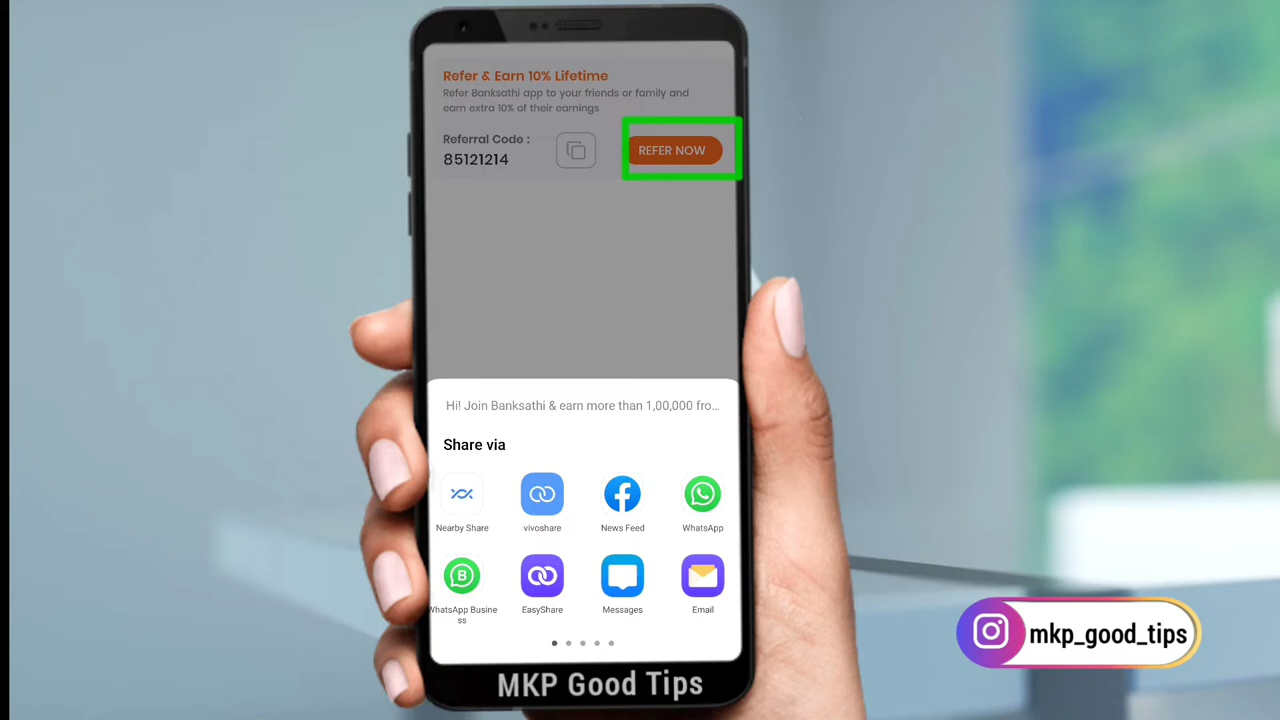 Refer & Earn 10% Lifetime
Refer Banksathi app to your friends or family and
earn extra 10% of their earnings
Referral Code :
85121214
REFER NOW
Hi! Join Banksathi & earn more than 1,00,000 fro...
Share via
Nearby Share
vivoshare
News Feed
WhatsApp
WhatsApp Busine
ss
EasyShare
Messages
Email
MKP Good Tips
mkp_good_tips